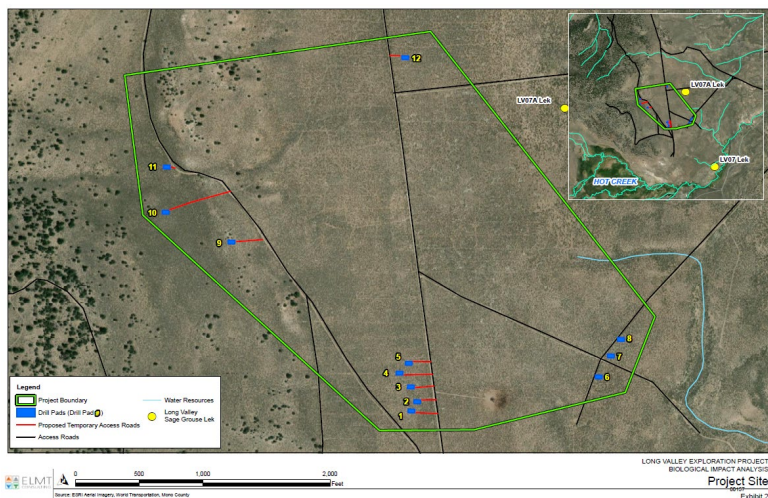 12
LV07A Lek
LV07A Lek
LV07 Lek
HOT CREEK
11
10
9
8
7
6
5
4
3
2
1
Legend
Project Boundary
Drill Pads (Drill Pad #)
Proposed Temporary Access Roads
Access Roads
Water Resources
Long Valley
Sage Grouse Lek
ELMT
0 500 1,000 2,000
Feet
Source: ESRI Aerial Imagery, World Transportation, Mono County
LONG VALLEY EXPLORATION PROJECT
BIOLOGICAL IMPACT ANALYSIS
Project Site
Exhibit 2